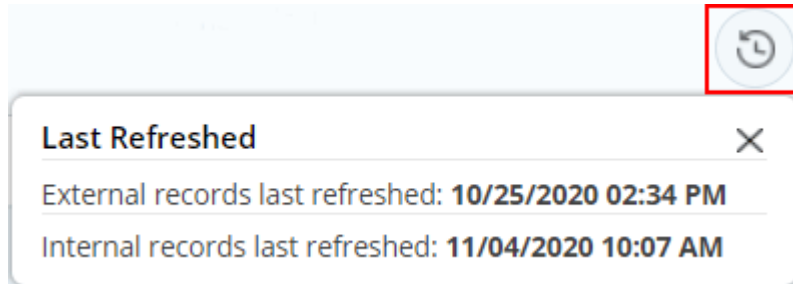 Last Refreshed
External records last refreshed: 10/25/2020 02:34 PM
Internal records last refreshed: 11/04/2020 10:07 AM